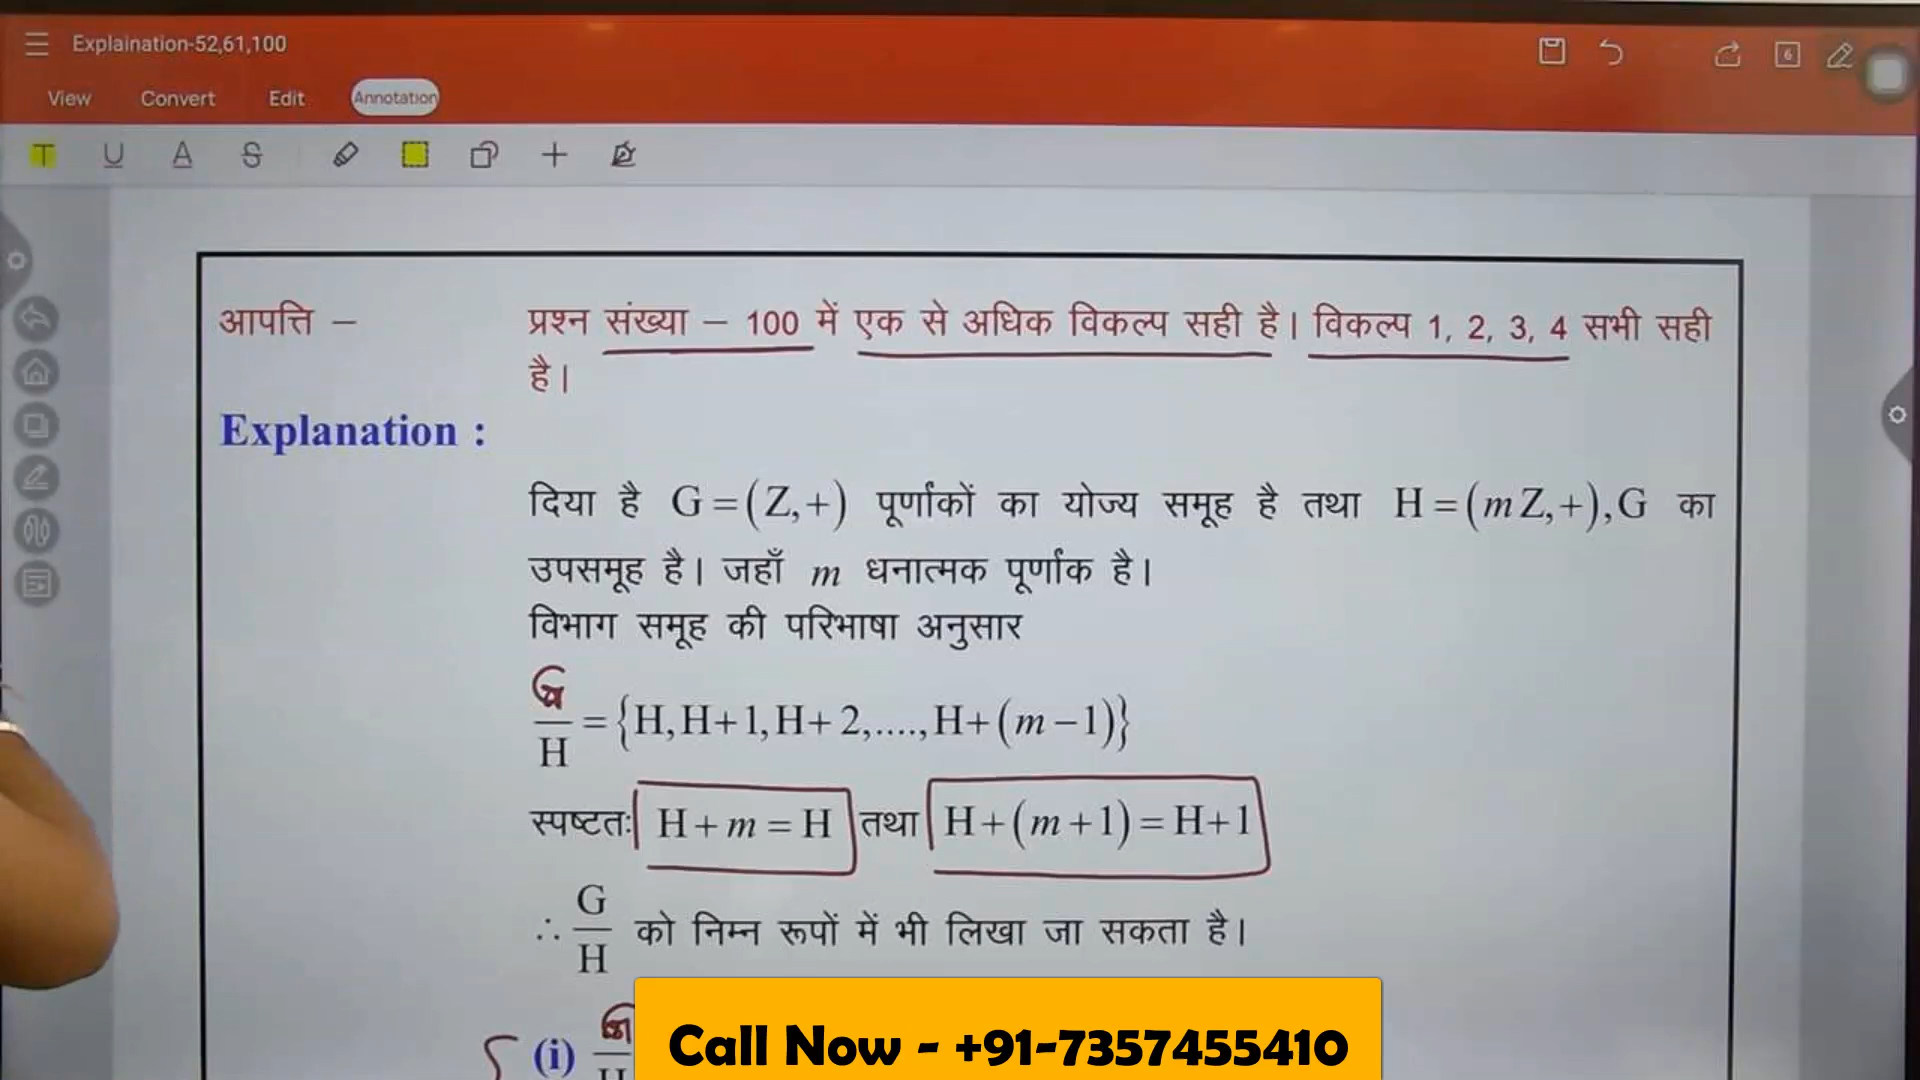 Explaination-52,61,100
6
View Convert Edit Annotation
T U A S
आपत्ति – प्रश्न संख्या – 100 में एक से अधिक विकल्प सही है। विकल्प 1, 2, 3, 4 सभी सही
है।
Explanation :
दिया है G=(Z,+) पूर्णाकों का योज्य समूह है तथा H=(mZ,+),G का
उपसमूह है। जहाँ m धनात्मक पूर्णाक है।
विभाग समूह की परिभाषा अनुसार
G/H = {H,H+1,H+2,....,H+(m−1)}
स्पष्टतः H+m=H तथा H+(m+1)=H+1
∴ G/H को निम्न रूपों में भी लिखा जा सकता है।
(i)
Call Now - +91-7357455410